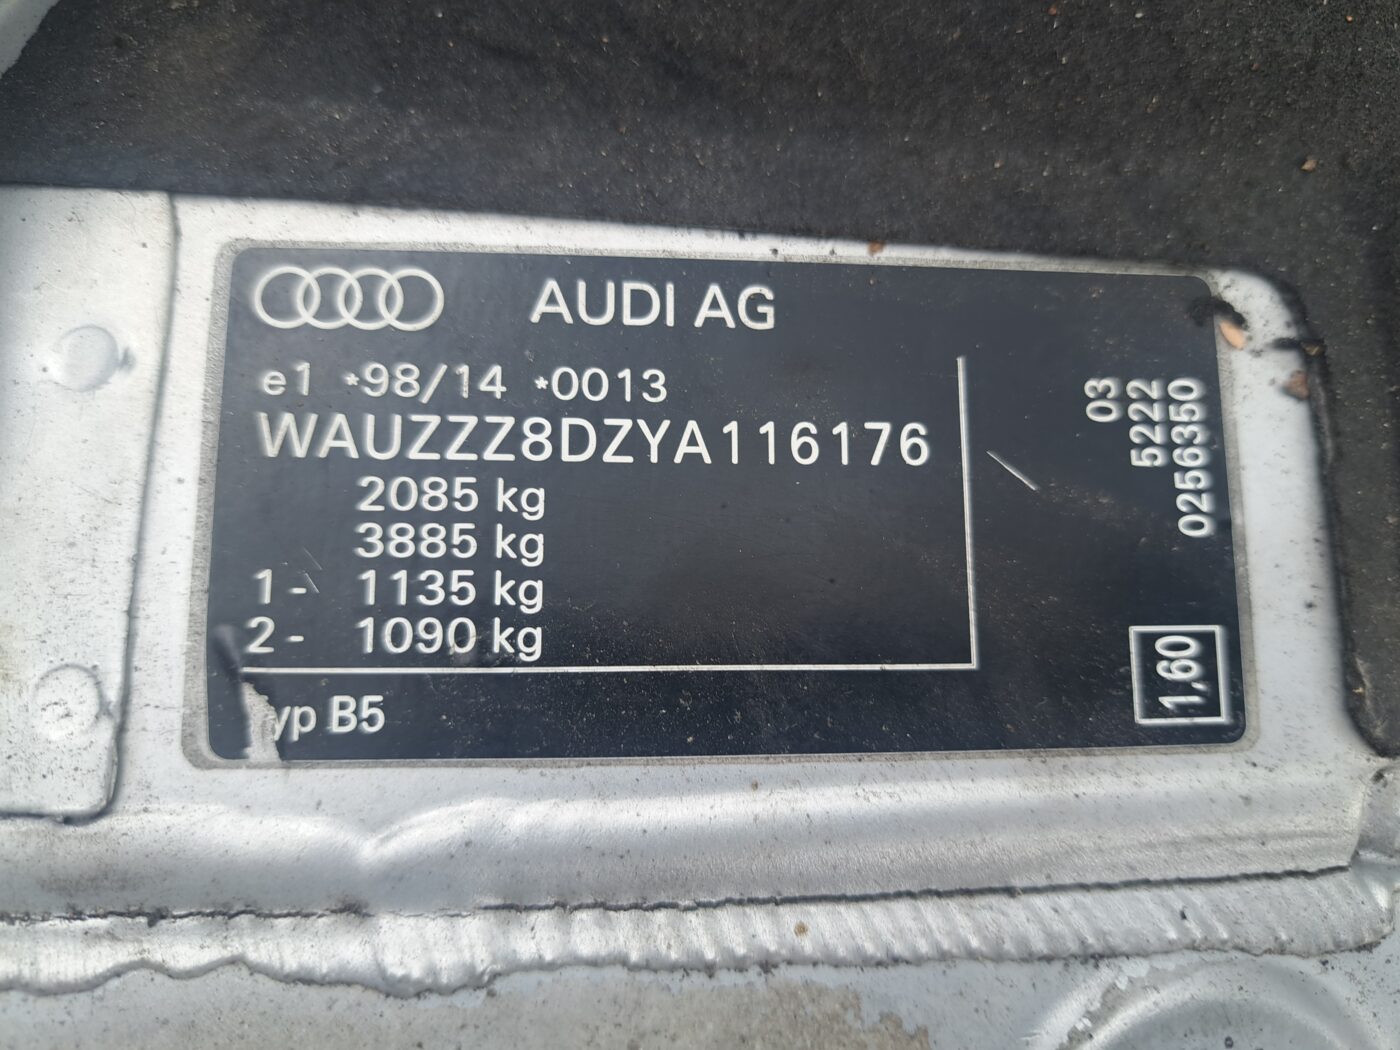 AUDI AG
e1 *98/14 *0013
WAUZZZ8DZYA116176
2085 kg
3885 kg
1 - 1135 kg
2 - 1090 kg
yp B5
03
5222
0256350
1,60